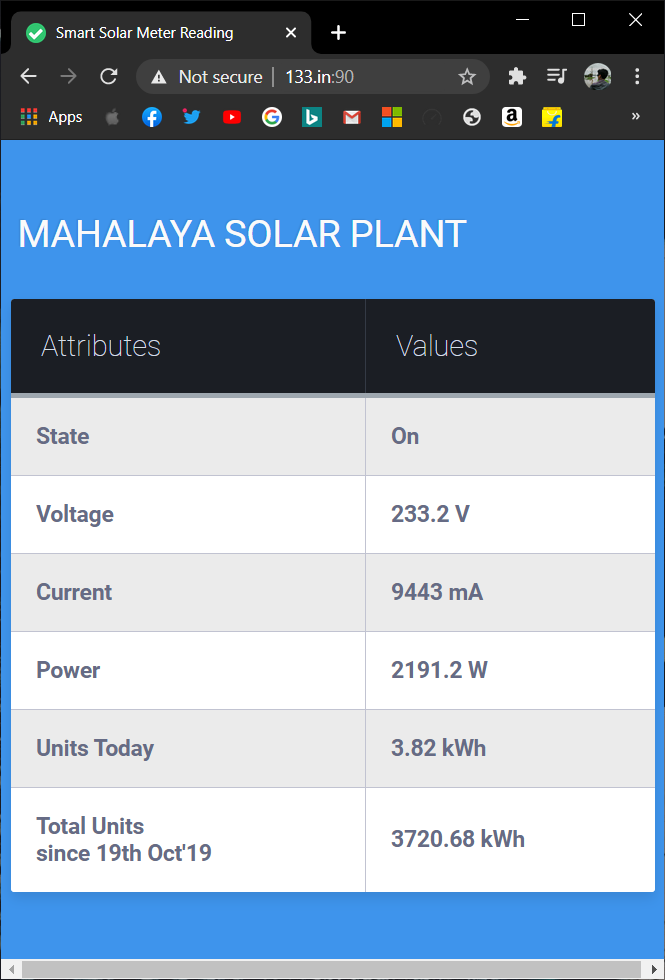 Smart Solar Meter Reading
Not secure | 133.in:90
Apps
MAHALAYA SOLAR PLANT
Attributes Values
State On
Voltage 233.2 V
Current 9443 mA
Power 2191.2 W
Units Today 3.82 kWh
Total Units
since 19th Oct'19 3720.68 kWh